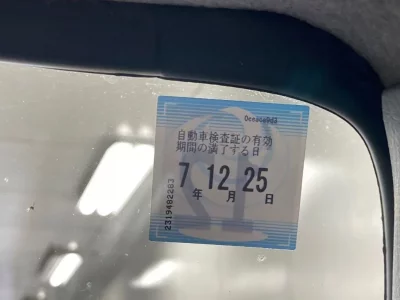 自動車検査証の有効
期間の満了する日
7 12 25
年 月 日
2319482283